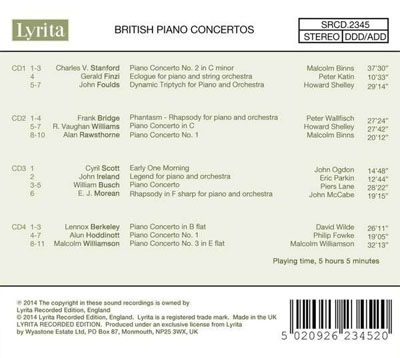 Lyrita BRITISH PIANO CONCERTOS SRCD.2345
STEREO DDD/ADD
CD1 1-3 Charles V. Stanford Piano Concerto No. 2 in C minor Malcolm Binns 37'30"
4 Gerald Finzi Eclogue for piano and string orchestra Peter Katin 10'33"
5-7 John Foulds Dynamic Triptych for Piano and Orchestra Howard Shelley 29'14"
CD2 1-4 Frank Bridge Phantasm - Rhapsody for piano and orchestra Peter Wallfisch 27'24"
5-7 R. Vaughan Williams Piano Concerto in C Howard Shelley 27'42"
8-10 Alan Rawsthorne Piano Concerto No. 1 Malcolm Binns 20'12"
CD3 1 Cyril Scott Early One Morning John Ogdon 14'48"
2 John Ireland Legend for piano and orchestra Eric Parkin 12'44"
3-5 William Busch Piano Concerto Piers Lane 28'22"
6 E. J. Morean Rhapsody in F sharp for piano and orchestra John McCabe 19'15"
CD4 1-3 Lennox Berkeley Piano Concerto in B flat David Wilde 26'11"
4-7 Alun Hoddinott Piano Concerto No. 1 Philip Fowke 19'05"
8-11 Malcolm Williamson Piano Concerto No. 3 in E flat Malcolm Williamson 32'13"
Playing time, 5 hours 5 minutes
℗ 2014 The copyright in these sound recordings is owned by
Lyrita Recorded Edition, England
© 2014 Lyrita Recorded Edition, England. Lyrita is a registered trade mark. Made in the UK
LYRITA RECORDED EDITION. Produced under an exclusive license from Lyrita
by Wyastone Estate Ltd, PO Box 87, Monmouth, NP25 3WX, UK
5 020926 234520